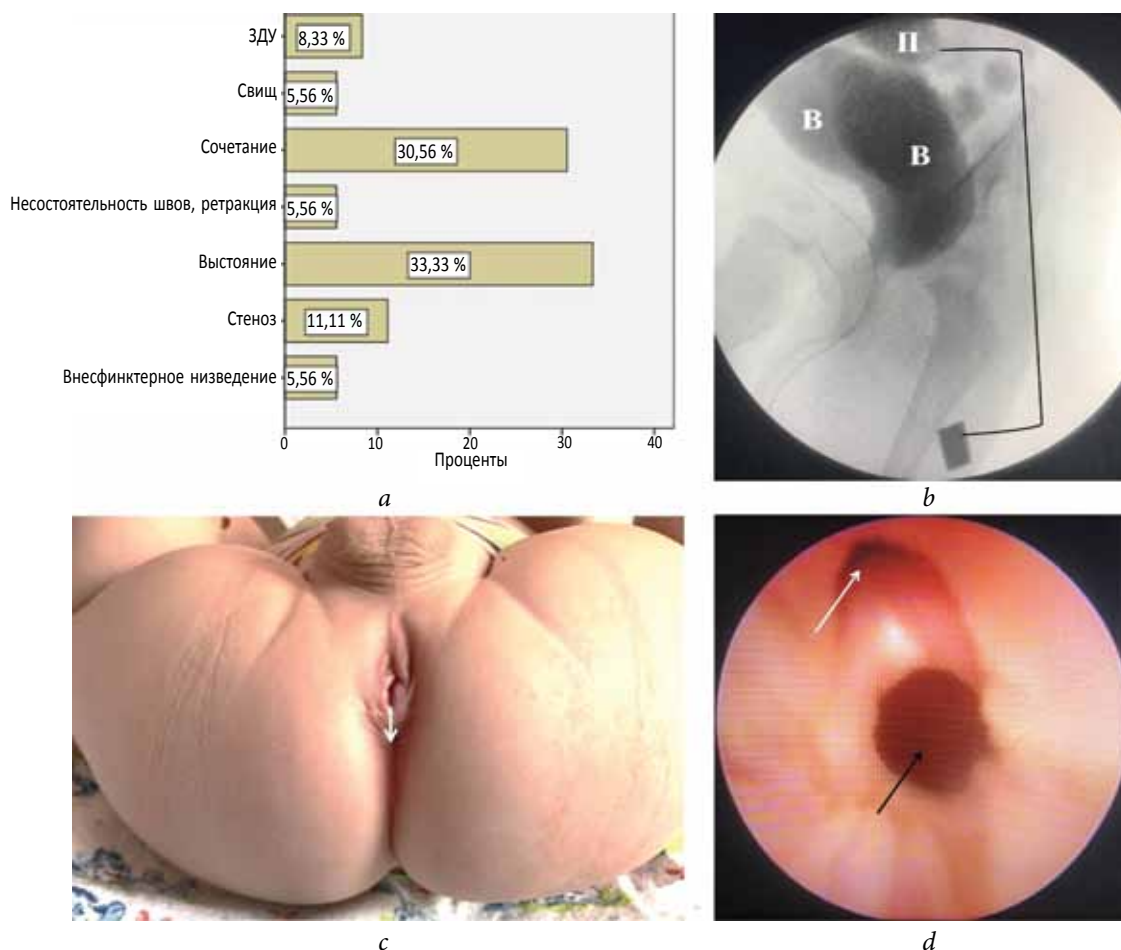 ЗДУ
8,33 %
Свищ
5,56 %
Сочетание
30,56 %
Несостоятельность швов, ретракция
5,56 %
Выстояние
33,33 %
Стеноз
11,11 %
Внесфинктерное низведение
5,56 %
0 10 30 20 30 40
Проценты
a
П
В
В
b
c
d